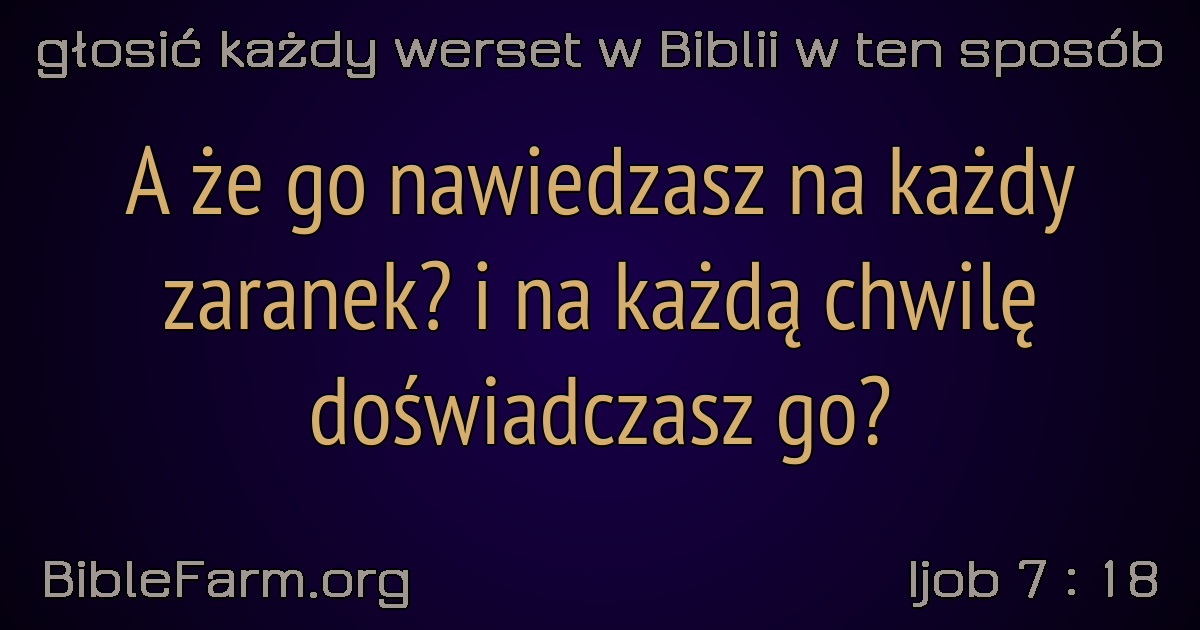 głosić każdy werset w Biblii w ten sposób
A że go nawiedzasz na każdy
zaranek? i na każdą chwilę
doświadczasz go?
BibleFarm.org
Ijob 7 : 18